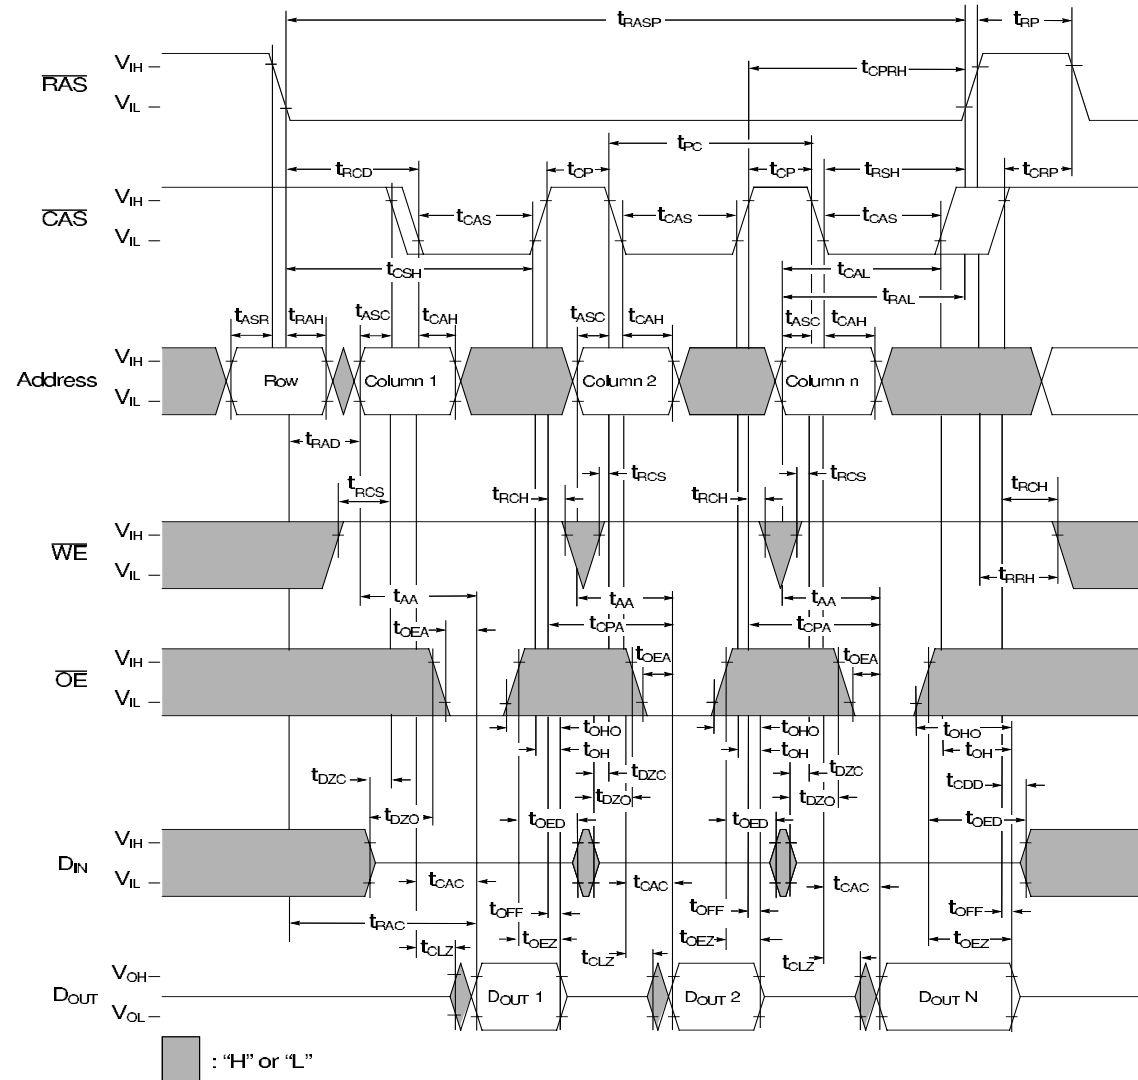 tRASP tRP
VIH
RAS
tCPRH
VIL
tPC
tRCD tCP tCP tRSH tCRP
VIH
CAS
tCAS tCAS tCAS
VIL
tCSH tCAL
tRAL
tASR tRAH tASC tCAH tASC tCAH tASC tCAH
VIH
Address Row Column 1 Column 2 Column n
VIL
tRAD
tRCS tRCH tRCS tRCH tRCS tRCH
VIH
WE
VIL
tRRH
tAA tAA tAA
tOEA tCPA tCPA
VIH
OE tOEA tOEA
VIL
tOHO tOHO tOHO
tOH tOH tOH
tDZC tDZC tDZC tCDD
tDZO tDZO tDZO
tOED tOED tOED
VIH
DIN
VIL
tCAC tCAC tCAC
tRAC tOFF tOFF tOFF
tCLZ tOEZ tCLZ tOEZ tCLZ tOEZ
VOH
DOUT DOUT 1 DOUT 2 DOUT N
VOL
: “H” or “L”